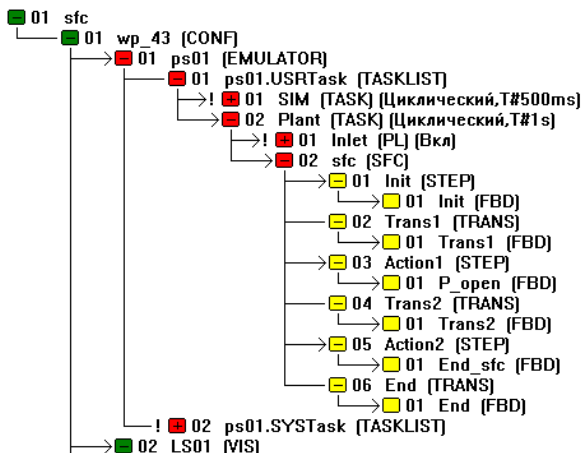 01 sfc
01 wp_43 (CONF)
01 ps01 (EMULATOR)
01 ps01.USRTask (TASKLIST)
! 01 SIM (TASK) (Циклический,T#500ms)
02 Plant (TASK) (Циклический,T#1s)
! 01 Inlet (PL) (Вкл)
02 sfc (SFC)
01 Init (STEP)
01 Init (FBD)
02 Trans1 (TRANS)
01 Trans1 (FBD)
03 Action1 (STEP)
01 P_open (FBD)
04 Trans2 (TRANS)
01 Trans2 (FBD)
05 Action2 (STEP)
01 End_sfc (FBD)
06 End (TRANS)
01 End (FBD)
! 02 ps01.SYSTask (TASKLIST)
02 LS01 (VIS)